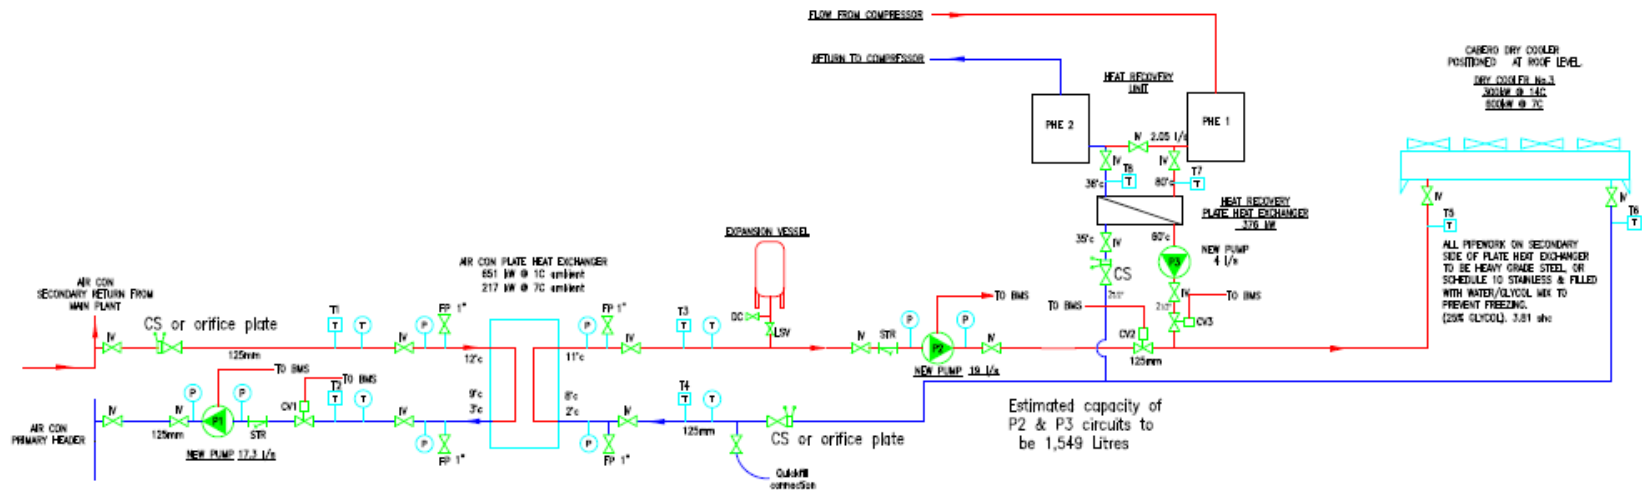 FLOW FROM COMPRESSOR
RETURN TO COMPRESSOR
HEAT RECOVERY
UNIT
PHE 2
PHE 1
IV
2.05 l/s
IV
IV
T8
T
T7
T
36°c
60°c
HEAT RECOVERY
PLATE HEAT EXCHANGER
376 kW
35°c
IV
60°c
NEW PUMP
4 l/s
P3
CS
IV
TO BMS
TO BMS
CV3
CV2
125mm
CABERO DRY COOLER
POSITIONED AT ROOF LEVEL.
DRY COOLER No.3
300kW @ 14C
600kW @ 7C
IV
IV
T5
T
T6
T
ALL PIPEWORK ON SECONDARY
SIDE OF PLATE HEAT EXCHANGER
TO BE HEAVY GRADE STEEL, OR
SCHEDULE 10 STAINLESS & FILLED
WITH WATER/GLYCOL MIX TO
PREVENT FREEZING.
(25% GLYCOL). 3.81 shc
EXPANSION VESSEL
DC
LSV
AIR CON PLATE HEAT EXCHANGER
651 kW @ 1C ambient
217 kW @ 7C ambient
AIR CON
SECONDARY RETURN FROM
MAIN PLANT
CS or orifice plate
IV
125mm
T1
T
T
IV
P
FP 1"
12°c
11°c
P
FP 1"
IV
T3
T
T
TO BMS
IV
STR
P
P2
P
IV
NEW PUMP 19 l/s
TO BMS
TO BMS
AIR CON
PRIMARY HEADER
IV
IV
125mm
P
P1
P
STR
CV1
T2
T
T
IV
P
FP 1"
NEW PUMP 17.3 l/s
9°c
3°c
8°c
2°c
P
FP 1"
IV
T4
T
T
125mm
CS or orifice plate
Quickfill
connection
Estimated capacity of
P2 & P3 circuits to
be 1,549 Litres